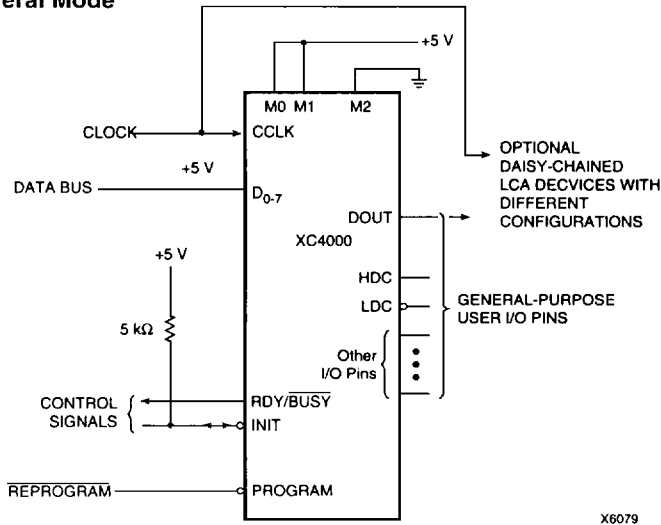 eral Mode
+5 V
M0 M1 M2
CLOCK
CCLK
+5 V
DATA BUS
D0-7
OPTIONAL
DAISY-CHAINED
LCA DECVICES WITH
DIFFERENT
CONFIGURATIONS
DOUT
XC4000
+5 V
HDC
LDC
GENERAL-PURPOSE
USER I/O PINS
5 kΩ
Other
I/O Pins
CONTROL
SIGNALS
RDY/BUSY
INIT
REPROGRAM
PROGRAM
X6079